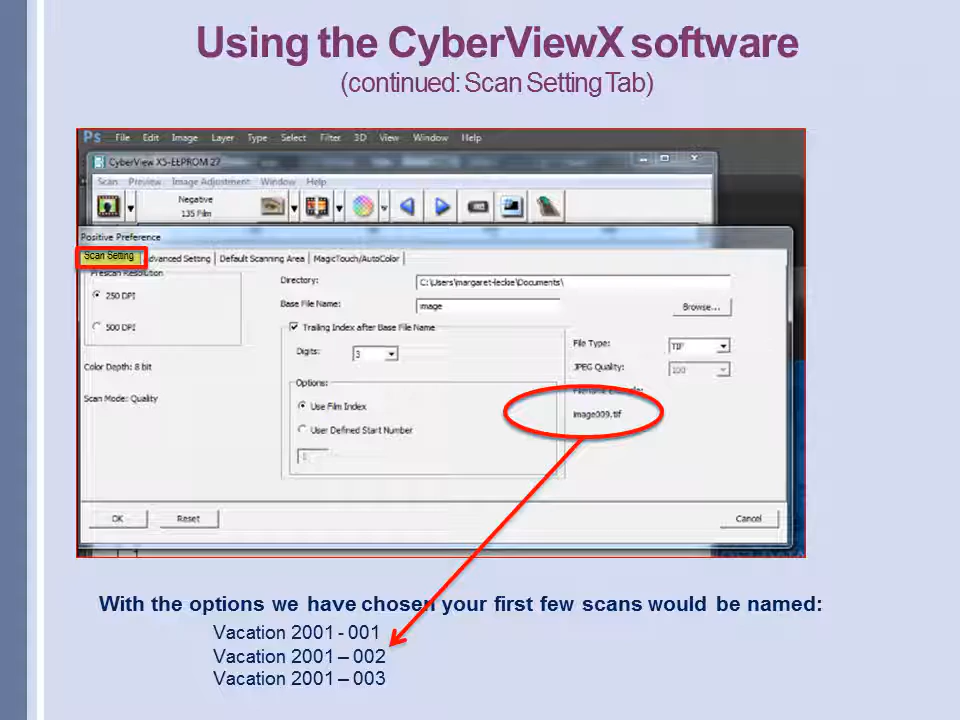 Using the CyberViewX software
(continued: Scan Setting Tab)
Ps File Edit Image Layer Type Select Filter 3D View Window Help
CyberView X5-EEPROM 27
Scan Preview Image Adjustment Window Help
Negative
135 Film
Positive Preference
Scan Setting dvanced Setting Default Scanning Area MagicTouch/AutoColor
Prescan Resolution
250 DPI
500 DPI
Color Depth: 8 bit
Scan Mode: Quality
Directory: C:\Users\margaret-leckie\Documents\
Base File Name: image
Browse...
Trailing Index after Base File Name
Digits: 3
Options:
Use Film Index
User Defined Start Number
1
File Type: TIF
JPEG Quality: 100
Filename
image009.tif
OK Reset Cancel
With the options we have chosen your first few scans would be named:
Vacation 2001 - 001
Vacation 2001 – 002
Vacation 2001 – 003